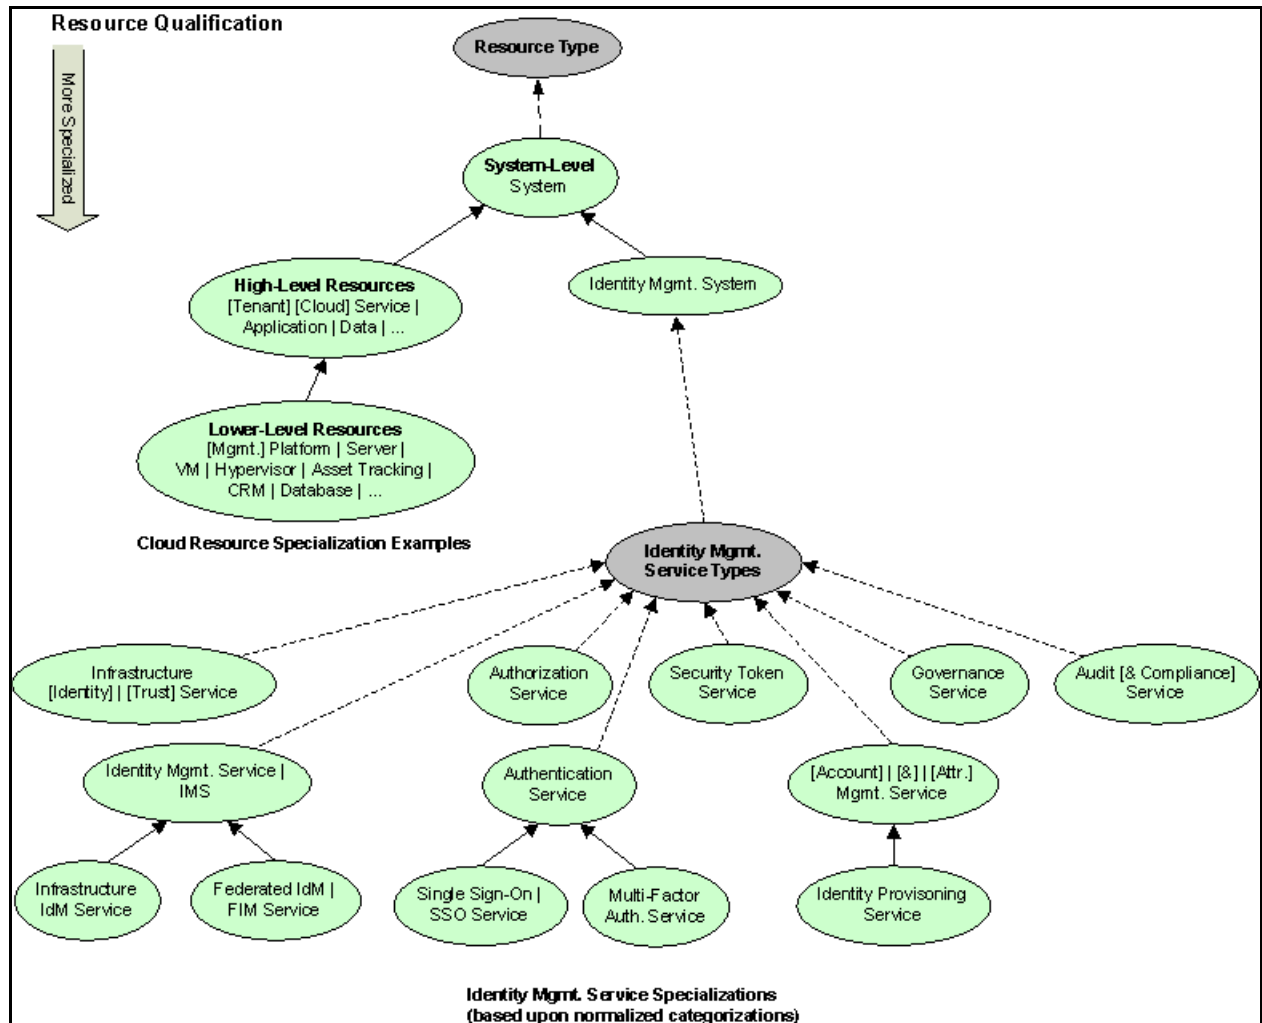 Resource Qualification
More Specialized
Resource Type
System-Level
System
High-Level Resources
[Tenant] [Cloud] Service |
Application | Data | ...
Identity Mgmt. System
Lower-Level Resources
[Mgmt.] Platform | Server |
VM | Hypervisor | Asset Tracking |
CRM | Database | ...
Cloud Resource Specialization Examples
Identity Mgmt.
Service Types
Infrastructure
[Identity] | [Trust] Service
Authorization
Service
Security Token
Service
Governance
Service
Audit [& Compliance]
Service
Identity Mgmt. Service |
IMS
Authentication
Service
[Account] | [&] | [Attr.]
Mgmt. Service
Infrastructure
IdM Service
Federated IdM |
FIM Service
Single Sign-On |
SSO Service
Multi-Factor
Auth. Service
Identity Provisoning
Service
Identity Mgmt. Service Specializations
(based upon normalized categorizations)